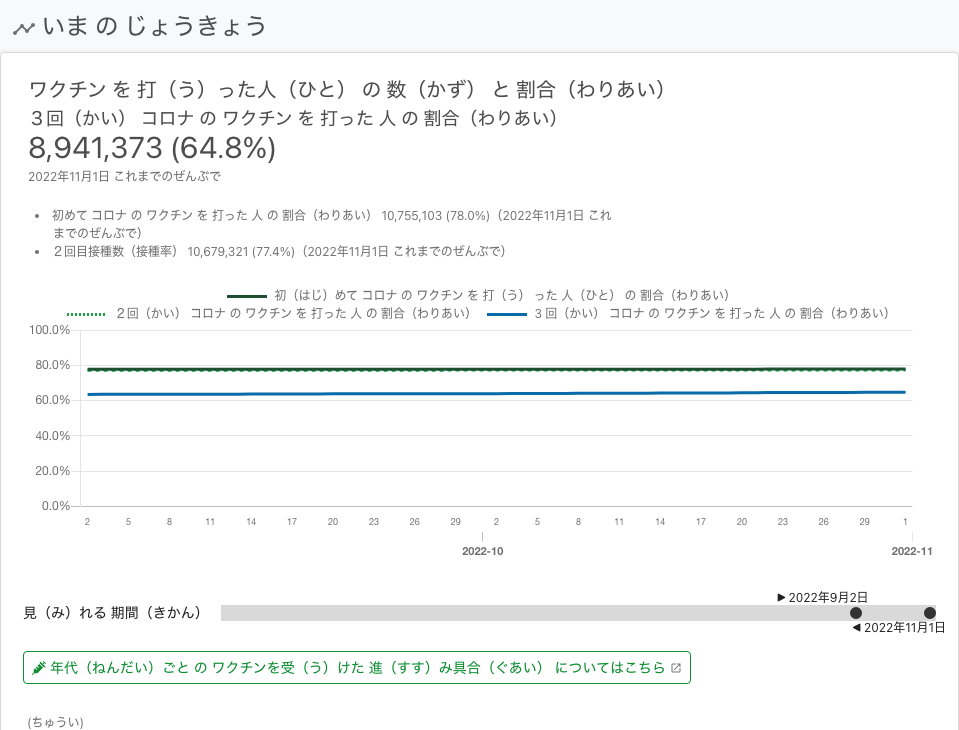 いま の じょうきょう
ワクチン を 打（う）った人（ひと） の 数（かず） と 割合（わりあい）
３回（かい） コロナ の ワクチン を 打った 人 の 割合（わりあい）
8,941,373 (64.8%)
2022年11月1日 これまでのぜんぶで
• 初めて コロナ の ワクチン を 打った 人 の 割合（わりあい） 10,755,103 (78.0%)（2022年11月1日 これ
までのぜんぶで）
• ２回目接種数（接種率） 10,679,321 (77.4%)（2022年11月1日 これまでのぜんぶで）
初（はじ）めて コロナ の ワクチン を 打（う） った 人（ひと） の 割合（わりあい）
２回（かい） コロナ の ワクチン を 打った 人 の 割合（わりあい） ３回（かい） コロナ の ワクチン を 打った 人 の 割合（わりあい）
100.0%
80.0%
60.0%
40.0%
20.0%
0.0%
2 5 8 11 14 17 20 23 26 29 2 5 8 11 14 17 20 23 26 29 1
2022-10 2022-11
▶ 2022年9月2日
見（み）れる 期間（きかん）
◀ 2022年11月1日
年代（ねんだい）ごと の ワクチンを受（う）けた 進（すす）み具合（ぐあい） についてはこちら
（ちゅうい）